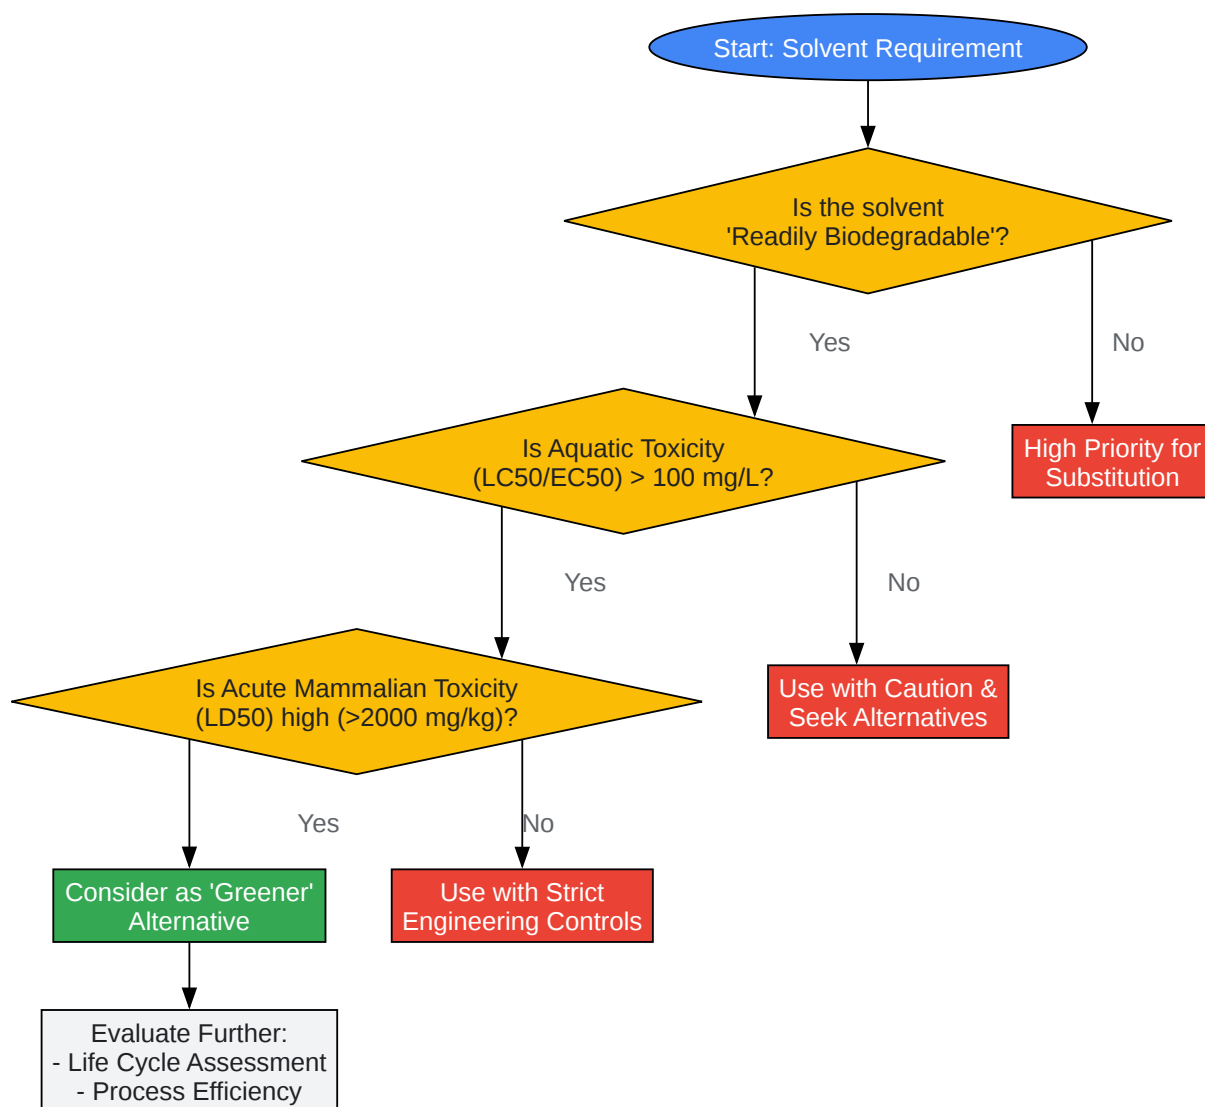 Start: Solvent Requirement
Is the solvent
'Readily Biodegradable'?
Yes
No
Is Aquatic Toxicity
(LC50/EC50) > 100 mg/L?
High Priority for
Substitution
Yes
No
Is Acute Mammalian Toxicity
(LD50) high (>2000 mg/kg)?
Use with Caution &
Seek Alternatives
Yes
No
Consider as 'Greener'
Alternative
Use with Strict
Engineering Controls
Evaluate Further:
- Life Cycle Assessment
- Process Efficiency